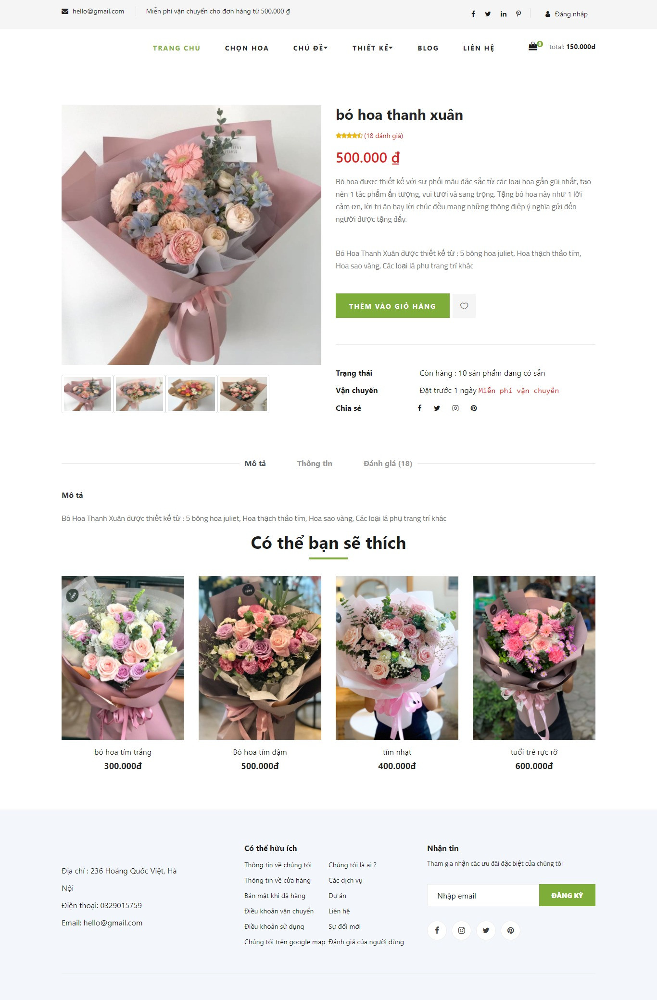 hello@gmail.com
Miễn phí vận chuyển cho đơn hàng từ 500.000 ₫
Đăng nhập
TRANG CHỦ
CHỌN HOA
CHỦ ĐỀ
THIẾT KẾ
BLOG
LIÊN HỆ
0
total: 150.000đ
bó hoa thanh xuân
(18 đánh giá)
500.000 ₫
Bó hoa được thiết kế với sự phối màu đặc sắc từ các loại hoa gần gũi nhất, tạo
nên 1 tác phẩm ấn tượng, vui tươi và sang trọng. Tặng bó hoa này như 1 lời
cảm ơn, lời tri ân hay lời chúc đều mang những thông điệp ý nghĩa gửi đến
người được tặng đấy.
Bó Hoa Thanh Xuân được thiết kế từ : 5 bông hoa juliet, Hoa thạch thảo tím,
Hoa sao vàng, Các loại lá phụ trang trí khác
THÊM VÀO GIỎ HÀNG
Trạng thái
Còn hàng : 10 sản phẩm đang có sẵn
Vận chuyển
Đặt trước 1 ngày Miễn phí vận chuyển
Chia sẻ
Mô tả
Thông tin
Đánh giá (18)
Mô tả
Bó Hoa Thanh Xuân được thiết kế từ : 5 bông hoa juliet, Hoa thạch thảo tím, Hoa sao vàng, Các loại lá phụ trang trí khác
Có thể bạn sẽ thích
1989
1989
bó hoa tím trắng
300.000đ
Bó hoa tím đậm
500.000đ
tím nhạt
400.000đ
tuổi trẻ rực rỡ
600.000đ
Địa chỉ : 236 Hoàng Quốc Việt, Hà
Nội
Điện thoại: 0329015759
Email: hello@gmail.com
Có thể hữu ích
Thông tin về chúng tôi
Thông tin về cửa hàng
Bản mật khi đặ hàng
Điều khoản vận chuyển
Điều khoản sử dụng
Chúng tôi trên google map
Chúng tôi là ai ?
Các dịch vụ
Dự án
Liên hệ
Sự đổi mới
Đánh giá của người dùng
Nhận tin
Tham gia nhận các ưu đãi đặc biệt của chúng tôi
Nhập email
ĐĂNG KÝ